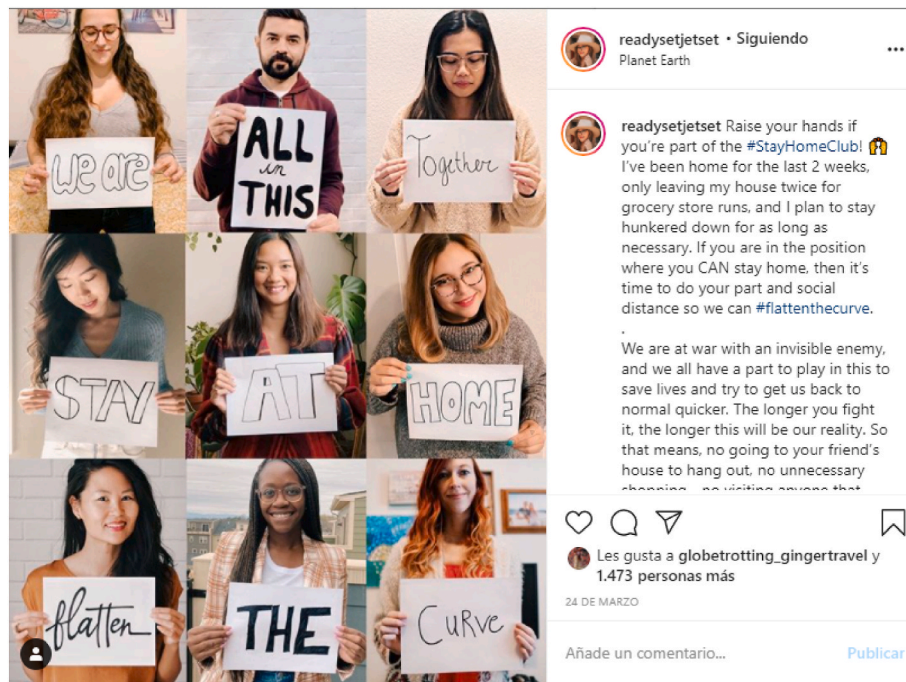 we are
ALL
in
THIS
Together
STAY
AT
HOME
flatten
THE
CURVE
readysetjetset • Siguiendo
Planet Earth
readysetjetset Raise your hands if
you're part of the #StayHomeClub!
I've been home for the last 2 weeks,
only leaving my house twice for
grocery store runs, and I plan to stay
hunkered down for as long as
necessary. If you are in the position
where you CAN stay home, then it's
time to do your part and social
distance so we can #flattenthecurve.
.
We are at war with an invisible enemy,
and we all have a part to play in this to
save lives and try to get us back to
normal quicker. The longer you fight
it, the longer this will be our reality. So
that means, no going to your friend's
house to hang out, no unnecessary
shopping... no visiting anyone that
Les gusta a globetrotting_gingertravel y
1.473 personas más
24 DE MARZO
Añade un comentario...
Publicar